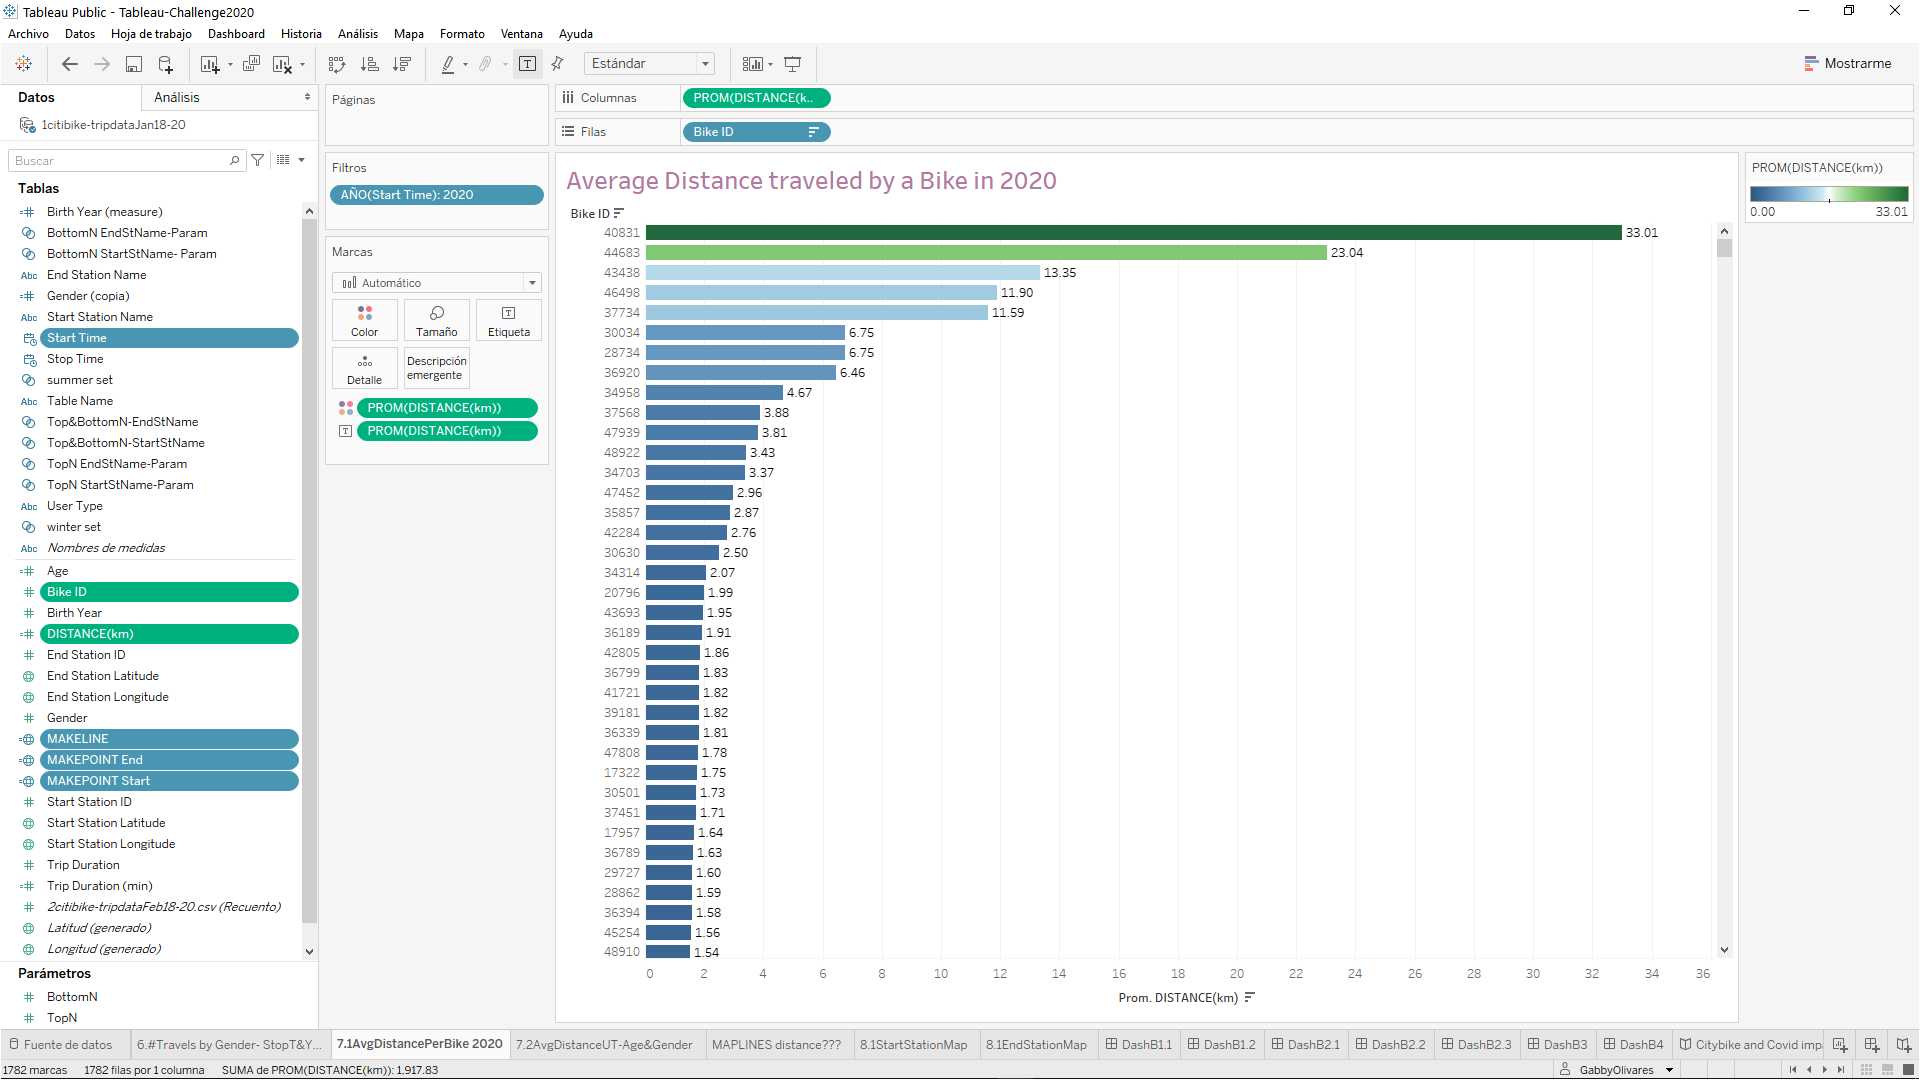 Tableau Public - Tableau-Challenge2020
Archivo Datos Hoja de trabajo Dashboard Historia Análisis Mapa Formato Ventana Ayuda
Estándar
Mostrarme
Datos
Análisis
1citibike-tripdataJan18-20
Buscar
Tablas
Birth Year (measure)
BottomN EndStName-Param
BottomN StartStName- Param
Abc End Station Name
Gender (copia)
Abc Start Station Name
Start Time
Stop Time
summer set
Abc Table Name
Top&BottomN-EndStName
Top&BottomN-StartStName
TopN EndStName-Param
TopN StartStName-Param
Abc User Type
winter set
Abc Nombres de medidas
Age
Bike ID
Birth Year
DISTANCE(km)
End Station ID
End Station Latitude
End Station Longitude
Gender
MAKELINE
MAKEPOINT End
MAKEPOINT Start
Start Station ID
Start Station Latitude
Start Station Longitude
Trip Duration
Trip Duration (min)
2citibike-tripdataFeb18-20.csv (Recuento)
Latitud (generado)
Longitud (generado)
Parámetros
BottomN
TopN
Páginas
Filtros
AÑO(Start Time): 2020
Marcas
Automático
Color
Tamaño
Etiqueta
Detalle
Descripción
emergente
PROM(DISTANCE(km))
PROM(DISTANCE(km))
Columnas
PROM(DISTANCE(k..
Filas
Bike ID
Average Distance traveled by a Bike in 2020
Bike ID
40831 33.01
44683 23.04
43438 13.35
46498 11.90
37734 11.59
30034 6.75
28734 6.75
36920 6.46
34958 4.67
37568 3.88
47939 3.81
48922 3.43
34703 3.37
47452 2.96
35857 2.87
42284 2.76
30630 2.50
34314 2.07
20796 1.99
43693 1.95
36189 1.91
42805 1.86
36799 1.83
41721 1.82
39181 1.82
36339 1.81
47808 1.78
17322 1.75
30501 1.73
37451 1.71
17957 1.64
36789 1.63
29727 1.60
28862 1.59
36394 1.58
45254 1.56
48910 1.54
0 2 4 6 8 10 12 14 16 18 20 22 24 26 28 30 32 34 36
Prom. DISTANCE(km)
PROM(DISTANCE(km))
0.00 33.01
Fuente de datos
6.#Travels by Gender- StopT&Y...
7.1AvgDistancePerBike 2020
7.2AvgDistanceUT-Age&Gender
MAPLINES distance???
8.1StartStationMap
8.1EndStationMap
DashB1.1
DashB1.2
DashB2.1
DashB2.2
DashB2.3
DashB3
DashB4
Citybike and Covid imp
1782 marcas 1782 filas por 1 columna SUMA de PROM(DISTANCE(km)): 1,917.83
GabbyOlivares